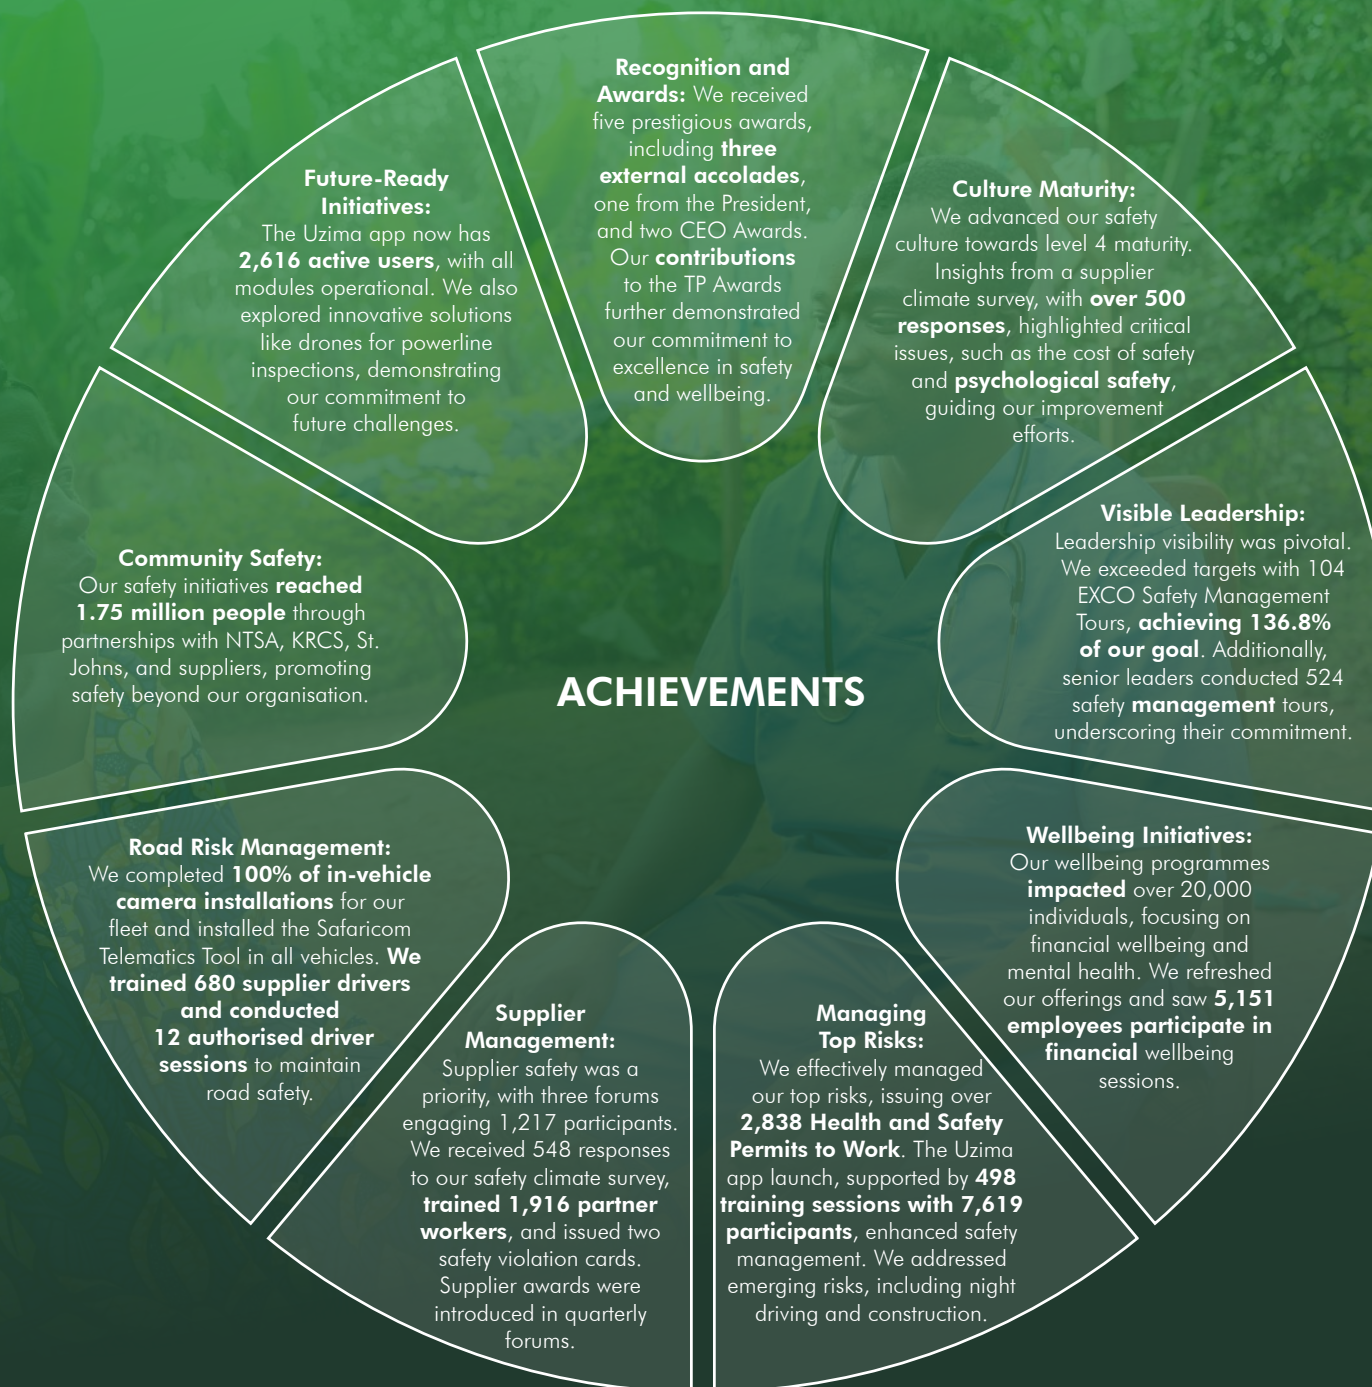 Recognition and
Awards: We received
five prestigious awards,
including three
external accolades,
one from the President,
and two CEO Awards.
Our contributions
to the TP Awards
further demonstrated
our commitment to
excellence in safety
and wellbeing.
Culture Maturity:
We advanced our safety
culture towards level 4 maturity.
Insights from a supplier
climate survey, with over 500
responses, highlighted critical
issues, such as the cost of safety
and psychological safety,
guiding our improvement
efforts.
Visible Leadership:
Leadership visibility was pivotal.
We exceeded targets with 104
EXCO Safety Management
Tours, achieving 136.8%
of our goal. Additionally,
senior leaders conducted 524
safety management tours,
underscoring their commitment.
Wellbeing Initiatives:
Our wellbeing programmes
impacted over 20,000
individuals, focusing on
financial wellbeing and
mental health. We refreshed
our offerings and saw 5,151
employees participate in
financial wellbeing
sessions.
Managing
Top Risks:
We effectively managed
our top risks, issuing over
2,838 Health and Safety
Permits to Work. The Uzima
app launch, supported by 498
training sessions with 7,619
participants, enhanced safety
management. We addressed
emerging risks, including night
driving and construction.
Supplier
Management:
Supplier safety was a
priority, with three forums
engaging 1,217 participants.
We received 548 responses
to our safety climate survey,
trained 1,916 partner
workers, and issued two
safety violation cards.
Supplier awards were
introduced in quarterly
forums.
Road Risk Management:
We completed 100% of in-vehicle
camera installations for our
fleet and installed the Safaricom
Telematics Tool in all vehicles. We
trained 680 supplier drivers
and conducted
12 authorised driver
sessions to maintain
road safety.
Community Safety:
Our safety initiatives reached
1.75 million people through
partnerships with NTSA, KRCS, St.
Johns, and suppliers, promoting
safety beyond our organisation.
Future-Ready
Initiatives:
The Uzima app now has
2,616 active users, with all
modules operational. We also
explored innovative solutions
like drones for powerline
inspections, demonstrating
our commitment to
future challenges.
ACHIEVEMENTS